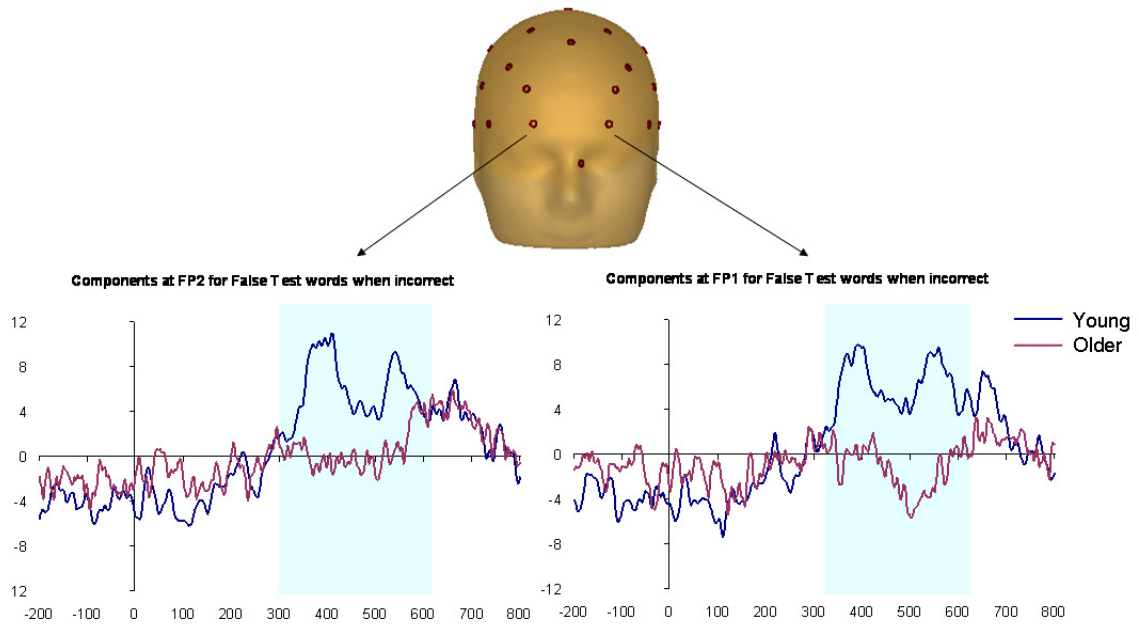 Components at FP2 for False Test words when incorrect
Components at FP1 for False Test words when incorrect
Young
Older
12
8
4
0
-4
-8
12
-200 -100 0 100 200 300 400 500 600 700 800
12
8
4
0
-4
-8
-12
-200 -100 0 100 200 300 400 500 600 700 800